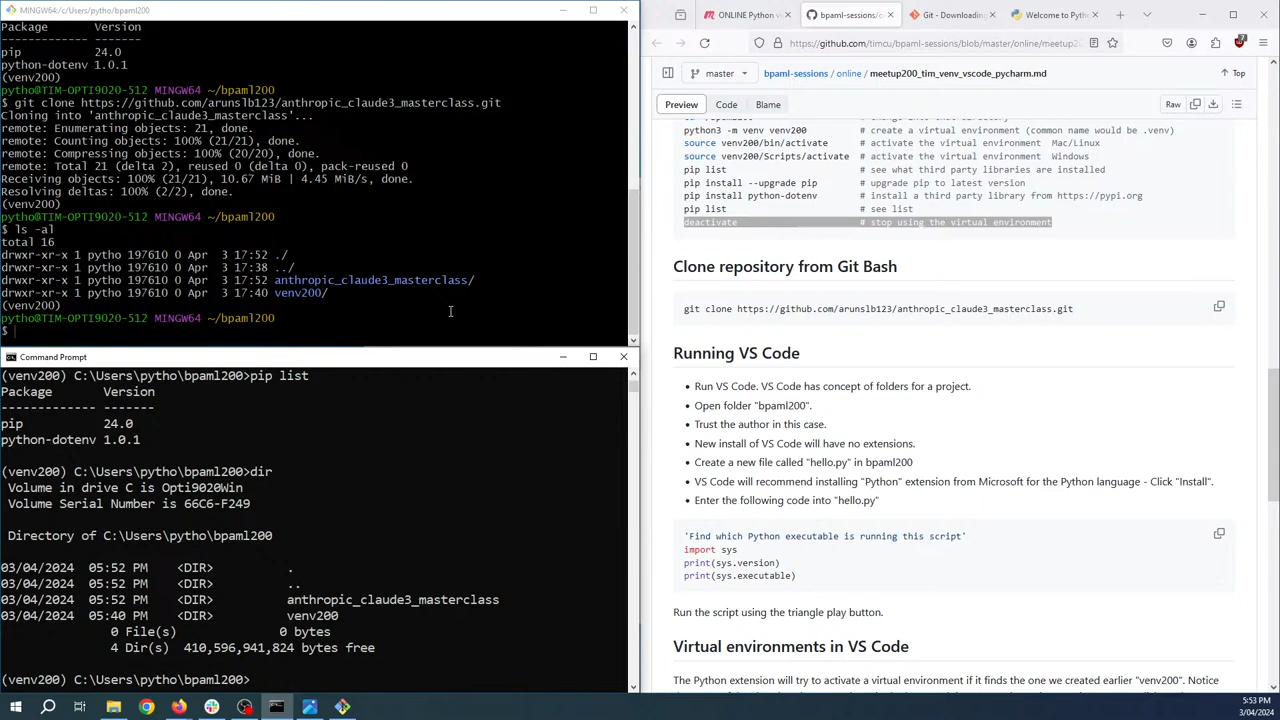 MINGW64:/c/Users/pytho/bpaml200
Package        Version
------------- -------
pip           24.0
python-dotenv 1.0.1
(venv200)
pytho@TIM-OPTI9020-512 MINGW64 ~/bpaml200
$ git clone https://github.com/arunslb123/anthropic_claude3_masterclass.git
Cloning into 'anthropic_claude3_masterclass'...
remote: Enumerating objects: 21, done.
remote: Counting objects: 100% (21/21), done.
remote: Compressing objects: 100% (20/20), done.
remote: Total 21 (delta 2), reused 0 (delta 0), pack-reused 0
Receiving objects: 100% (21/21), 10.67 MiB | 4.45 MiB/s, done.
Resolving deltas: 100% (2/2), done.
(venv200)
pytho@TIM-OPTI9020-512 MINGW64 ~/bpaml200
$ ls -al
total 16
drwxr-xr-x 1 pytho 197610 0 Apr  3 17:52 ./
drwxr-xr-x 1 pytho 197610 0 Apr  3 17:38 ../
drwxr-xr-x 1 pytho 197610 0 Apr  3 17:52 anthropic_claude3_masterclass/
drwxr-xr-x 1 pytho 197610 0 Apr  3 17:40 venv200/
(venv200)
pytho@TIM-OPTI9020-512 MINGW64 ~/bpaml200
$
Command Prompt
(venv200) C:\Users\pytho\bpaml200>pip list
Package       Version
------------- -------
pip           24.0
python-dotenv 1.0.1
(venv200) C:\Users\pytho\bpaml200>dir
Volume in drive C is Opti9020Win
Volume Serial Number is 66C6-F249
Directory of C:\Users\pytho\bpaml200
03/04/2024  05:52 PM    <DIR>          .
03/04/2024  05:52 PM    <DIR>          ..
03/04/2024  05:52 PM    <DIR>          anthropic_claude3_masterclass
03/04/2024  05:40 PM    <DIR>          venv200
0 File(s)              0 bytes
4 Dir(s)  410,596,941,824 bytes free
(venv200) C:\Users\pytho\bpaml200>
ONLINE Python v
bpaml-sessions/c
Git - Downloading
Welcome to Pytho
https://github.com/timcu/bpaml-sessions/blob/master/online/meetup20
master
bpaml-sessions / online / meetup200_tim_venv_vscode_pycharm.md
Top
Preview
Code
Blame
Raw
python3 -m venv venv200     # create a virtual environment (common name would be .venv)
source venv200/bin/activate     # activate the virtual environment  Mac/Linux
source venv200/Scripts/activate   # activate the virtual environment  Windows
pip list     # see what third party libraries are installed
pip install --upgrade pip     # upgrade pip to latest version
pip install python-dotenv     # install a third party library from https://pypi.org
pip list     # see list
deactivate     # stop using the virtual environment
Clone repository from Git Bash
git clone https://github.com/arunslb123/anthropic_claude3_masterclass.git
Running VS Code
• Run VS Code. VS Code has concept of folders for a project.
• Open folder "bpaml200".
• Trust the author in this case.
• New install of VS Code will have no extensions.
• Create a new file called "hello.py" in bpaml200
• VS Code will recommend installing "Python" extension from Microsoft for the Python language - Click "Install".
• Enter the following code into "hello.py"
'Find which Python executable is running this script'
import sys
print(sys.version)
print(sys.executable)
Run the script using the triangle play button.
Virtual environments in VS Code
The Python extension will try to activate a virtual environment if it finds the one we created earlier "venv200". Notice
5:53 PM
3/04/2024